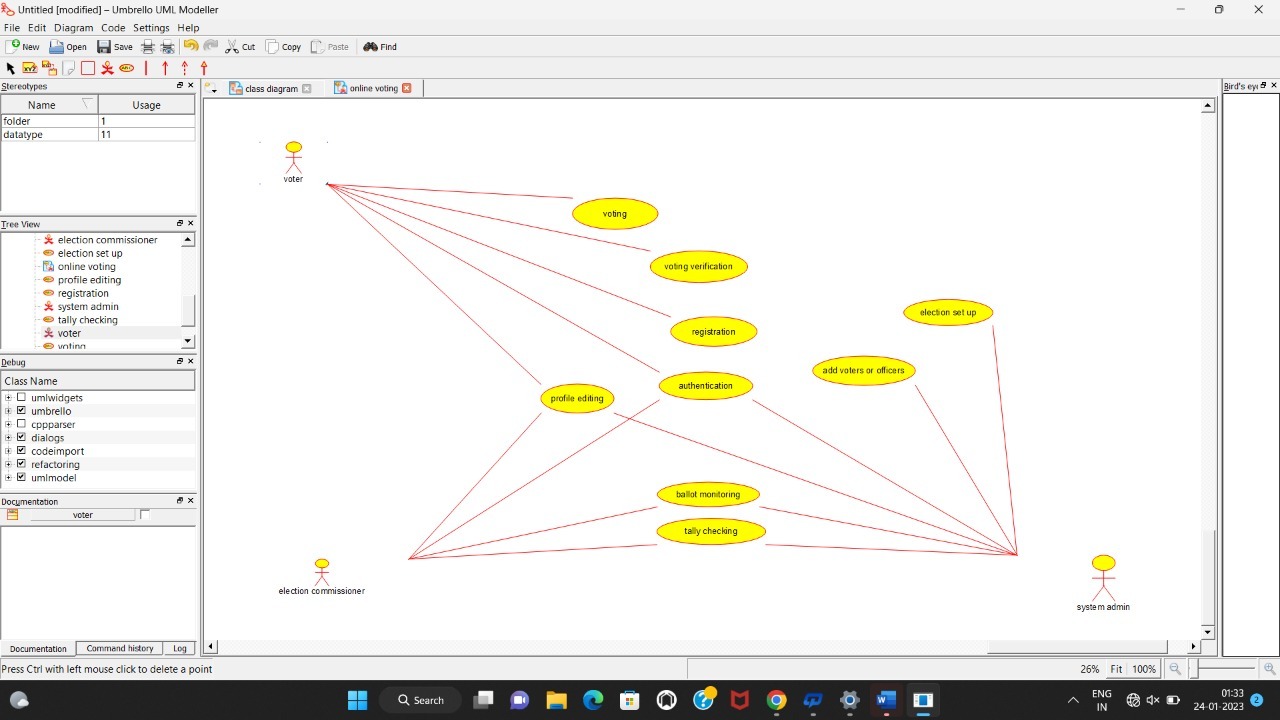 Untitled [modified] – Umbrello UML Modeller
File Edit Diagram Code Settings Help
New Open Save Cut Copy Paste Find
Stereotypes
Name Usage
folder 1
datatype 11
Tree View
election commissioner
election set up
online voting
profile editing
registration
system admin
tally checking
voter
voting
Debug
Class Name
umlwidgets
umbrello
cppparser
dialogs
codeimport
refactoring
umlmodel
Documentation
voter
Documentation Command history Log
class diagram online voting
voter
voting
voting verification
registration
election set up
add voters or officers
authentication
profile editing
ballot monitoring
tally checking
election commissioner
system admin
Bird's ey
Press Ctrl with left mouse click to delete a point
26% Fit 100%
Search
ENG
IN
01:33
24-01-2023
2